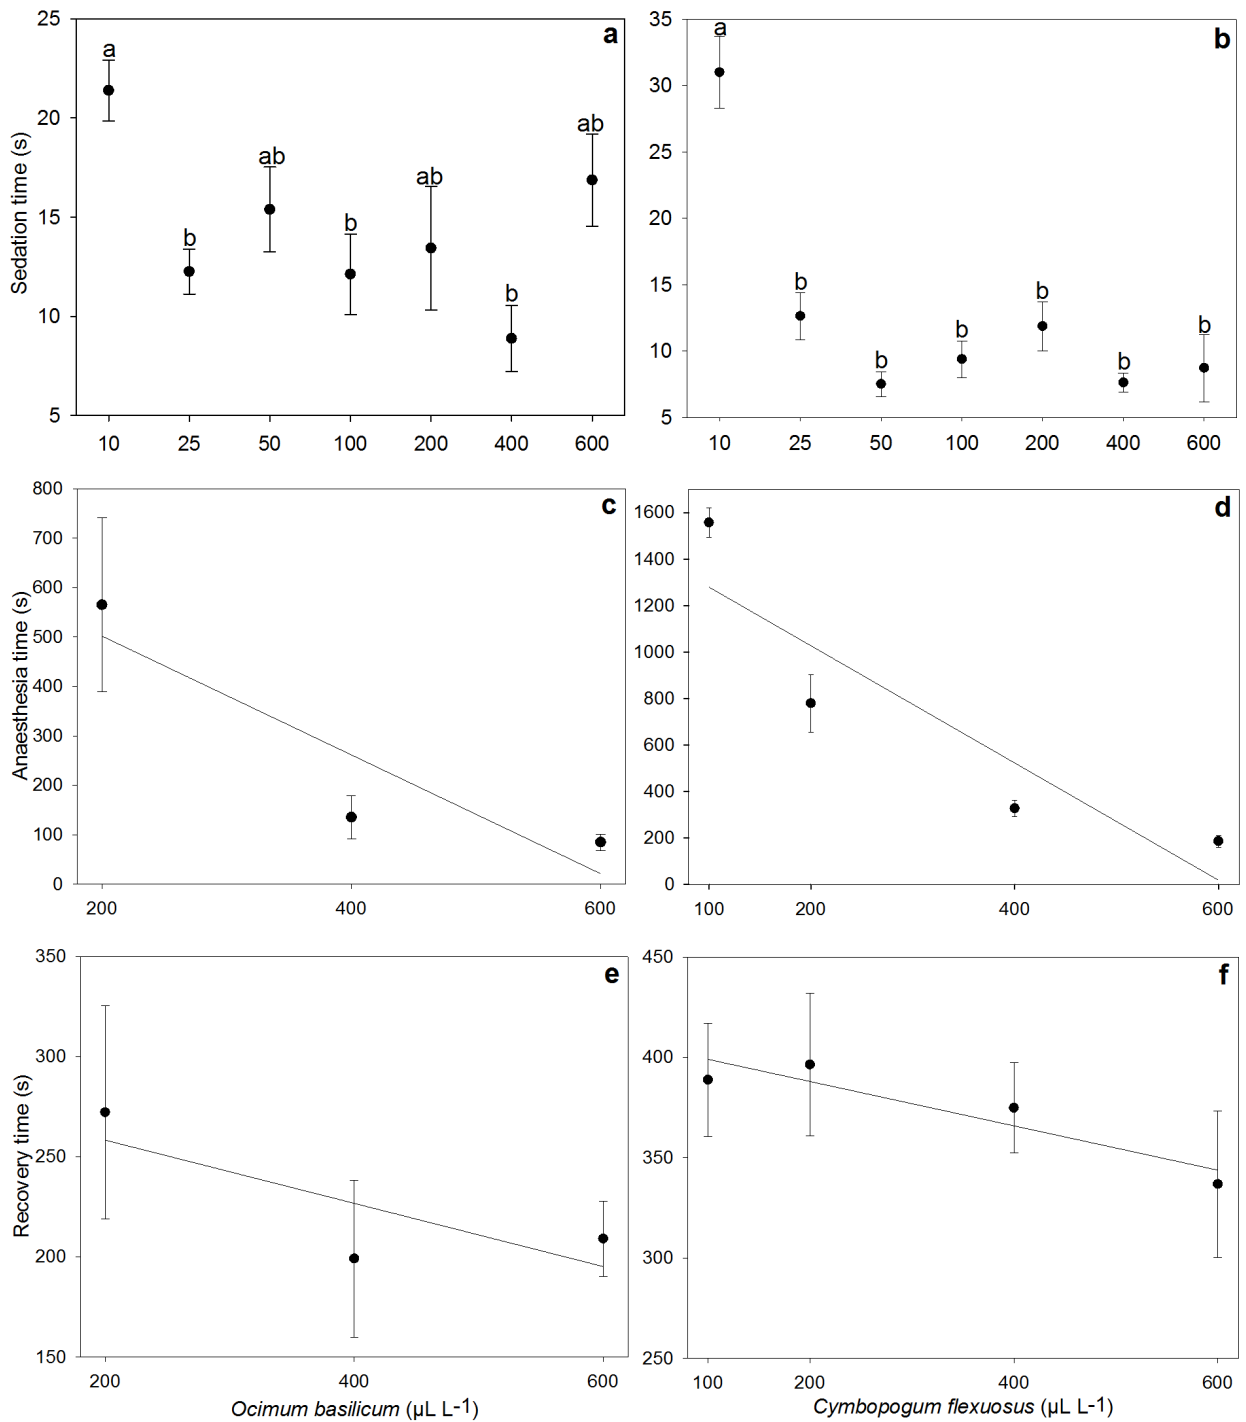 a
Sedation time (s)
25
20
15
10
5
a
b
ab
b
ab
b
ab
10 25 50 100 200 400 600
b
35
30
25
20
15
10
5
a
b
b
b
b
b
b
10 25 50 100 200 400 600
c
Anaesthesia time (s)
800
700
600
500
400
300
200
100
0
200 400 600
d
1600
1400
1200
1000
800
600
400
200
0
100 200 400 600
e
Recovery time (s)
350
300
250
200
150
200 400 600
Ocimum basilicum (µL L-1)
f
450
400
350
300
250
100 200 400 600
Cymbopogum flexuosus (µL L-1)